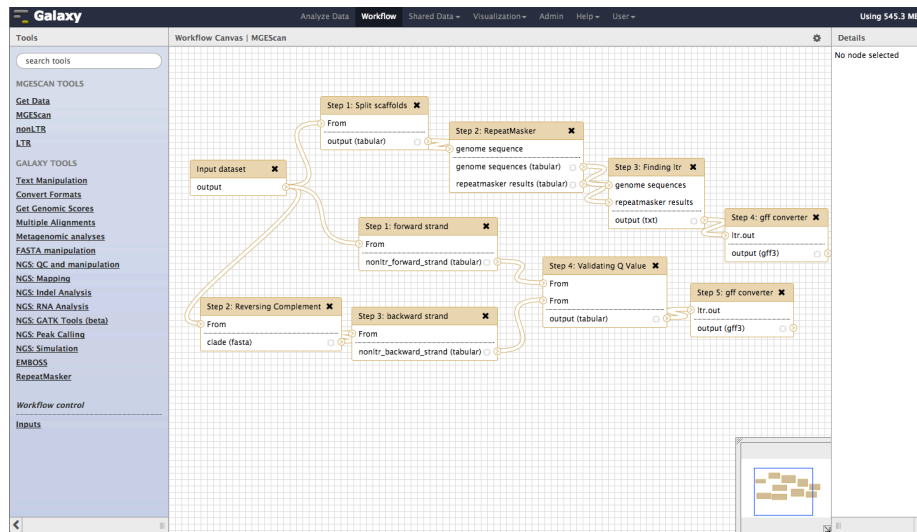 Galaxy
Analyze Data Workflow Shared Data Visualization Admin Help User
Using 545.3 MB
Tools
Workflow Canvas | MGEScan
Details
search tools
No node selected
MGESCAN TOOLS
Get Data
MGEScan
nonLTR
LTR
GALAXY TOOLS
Text Manipulation
Convert Formats
Get Genomic Scores
Multiple Alignments
Metagenomic analyses
FASTA manipulation
NGS: QC and manipulation
NGS: Mapping
NGS: Indel Analysis
NGS: RNA Analysis
NGS: GATK Tools (beta)
NGS: Peak Calling
NGS: Simulation
EMBOSS
RepeatMasker
Workflow control
Inputs
Step 1: Split scaffolds
From
output (tabular)
Step 2: RepeatMasker
genome sequence
genome sequences (tabular)
repeatmasker results (tabular)
Step 3: Finding ltr
genome sequences
repeatmasker results
output (txt)
Step 4: gff converter
ltr.out
output (gff3)
Input dataset
output
Step 1: forward strand
From
nonltr_forward_strand (tabular)
Step 4: Validating Q Value
From
From
output (tabular)
Step 5: gff converter
ltr.out
output (gff3)
Step 2: Reversing Complement
From
clade (fasta)
Step 3: backward strand
From
nonltr_backward_strand (tabular)